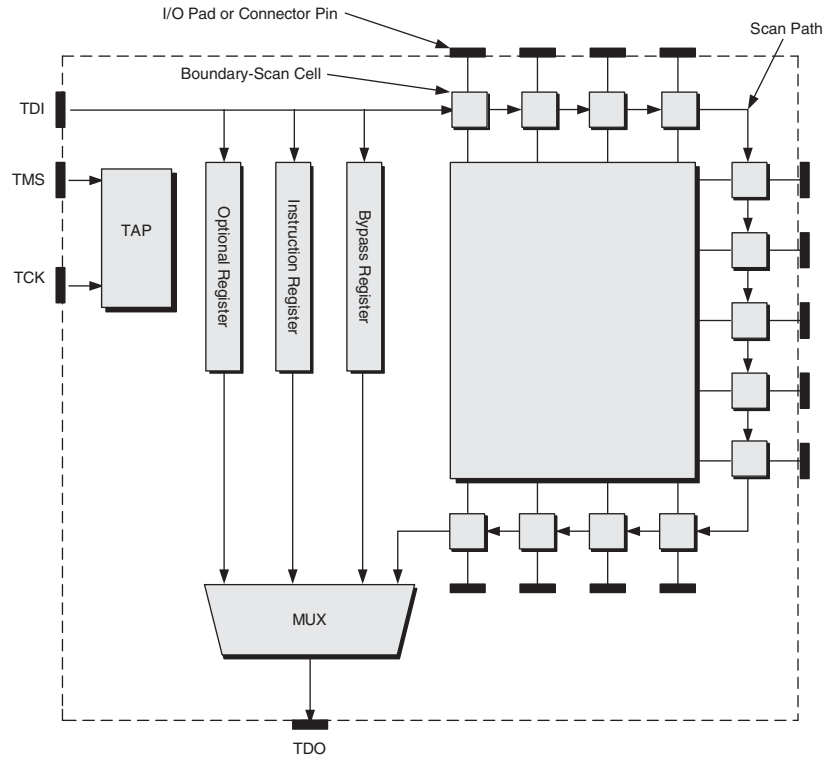 I/O Pad or Connector Pin
Scan Path
Boundary-Scan Cell
TDI
TMS
TAP
TCK
Optional Register
Instruction Register
Bypass Register
MUX
TDO